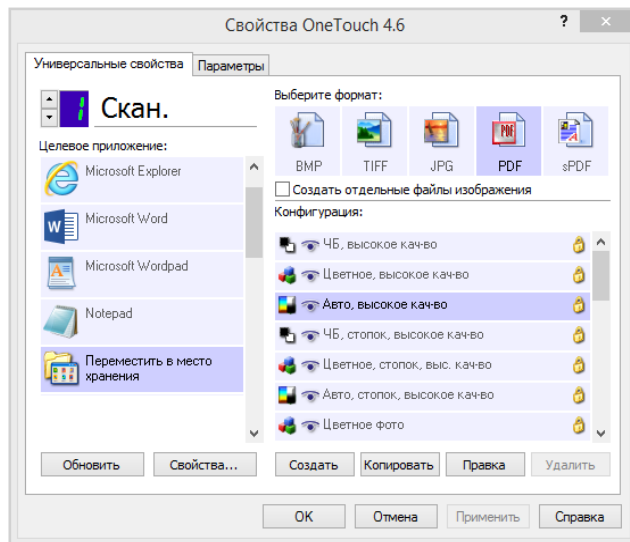 Свойства OneTouch 4.6
?
Универсальные свойства
Параметры
1
Скан.
Целевое приложение:
Microsoft Explorer
Microsoft Word
Microsoft Wordpad
Notepad
Переместить в место
хранения
Обновить
Свойства...
Выберите формат:
BMP
TIFF
JPG
PDF
sPDF
Создать отдельные файлы изображения
Конфигурация:
ЧБ, высокое кач-во
Цветное, высокое кач-во
Авто, высокое кач-во
ЧБ, стопок, высокое кач-во
Цветное, стопок, выс. кач-во
Авто, стопок, высокое кач-во
Цветное фото
Создать
Копировать
Правка
Удалить
OK
Отмена
Применить
Справка